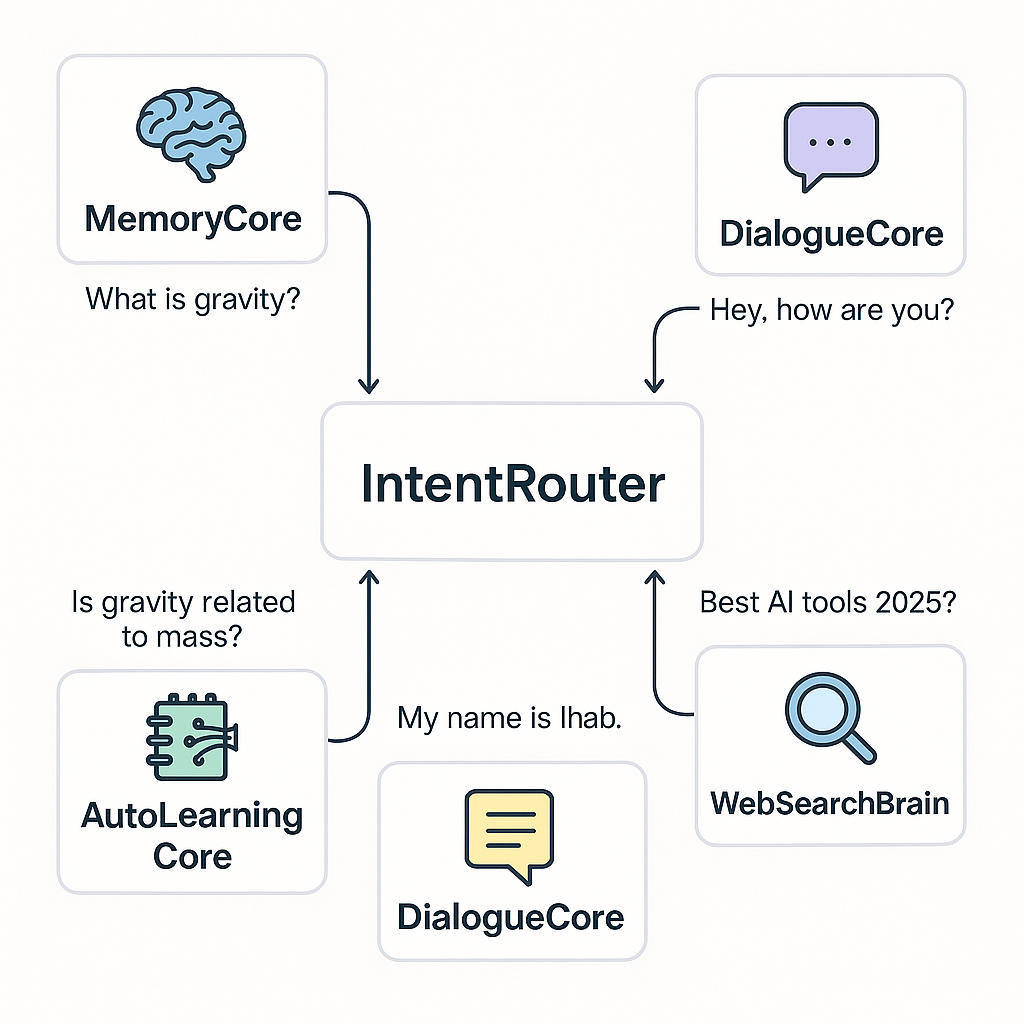 MemoryCore
What is gravity?
DialogueCore
Hey, how are you?
IntentRouter
Is gravity related
to mass?
AutoLearning
Core
My name is Ihab.
DialogueCore
Best AI tools 2025?
WebSearchBrain